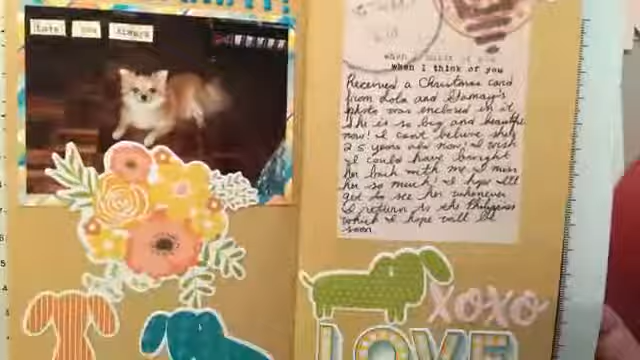 Love you Always
when I think of you
Received a Christmas card
from Lola and Stamay's
photo was enclosed in it
She is so big and beautiful
now! I can't believe she's
2.5 years old now! I wish
I could have brought
her back with me I miss
her so much! I hope I'll
get to see her whenever
I return to the Philippines
which I hope will be
soon.
xoxo
LOVE